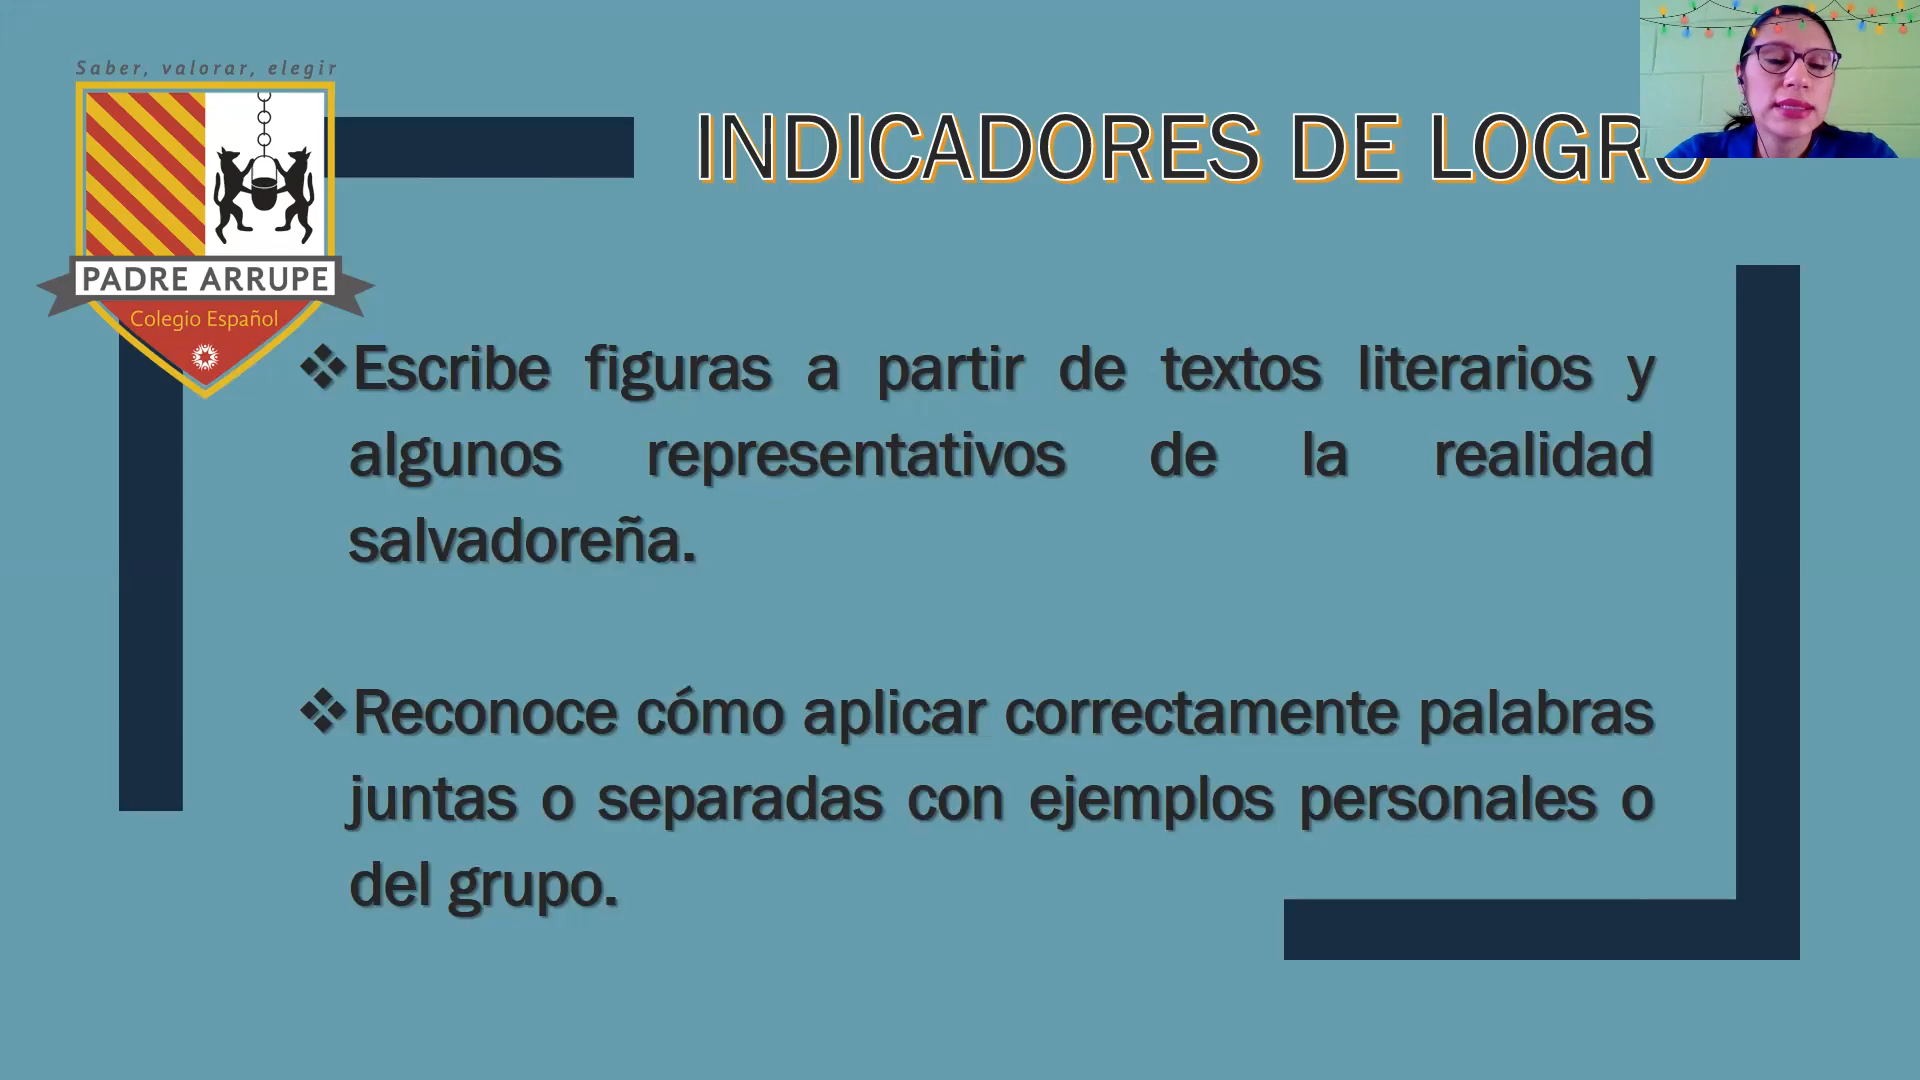 Saber, valorar, elegir
INDICADORES DE LOGRO
PADRE ARRUPE
Colegio Español
❖Escribe figuras a partir de textos literarios y
algunos representativos de la realidad
salvadoreña.
❖Reconoce cómo aplicar correctamente palabras
juntas o separadas con ejemplos personales o
del grupo.